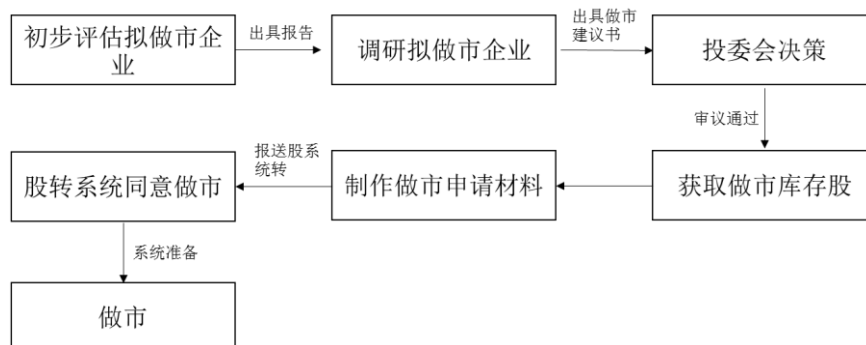 初步评估拟做市企
业
出具报告
调研拟做市企业
出具做市
建议书
投委会决策
审议通过
获取做市库存股
制作做市申请材料
报送股系
统转
股转系统同意做市
系统准备
做市